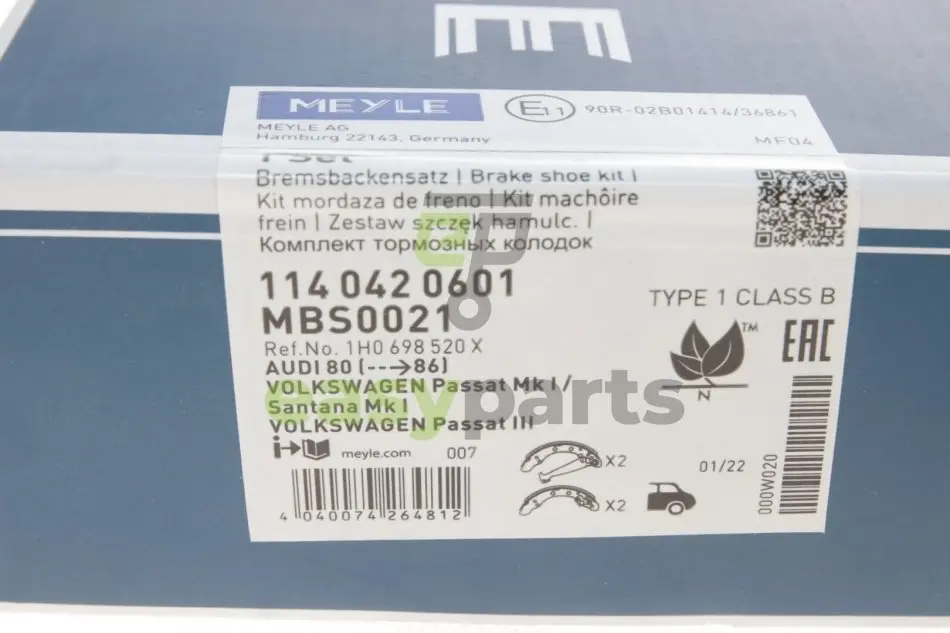 MEYLE
E11
90R-02B01414/36861
MEYLE AG
Hamburg 22143, Germany
MF04
1 Set
Bremsbackensatz | Brake shoe kit |
Kit mordaza de freno | Kit machôire
frein | Zestaw szczęk hamulc. |
Комплект тормозных колодок
114 042 0601
MBS0021
Ref.No. 1H0 698 520 X
AUDI 80 (--->86)
VOLKSWAGEN Passat Mk I /
Santana Mk I
VOLKSWAGEN Passat III
TYPE 1 CLASS B
TM
N
EAC
i
meyle.com
007
X2
X2
01/22
000W020
4 040074 264812
easyparts